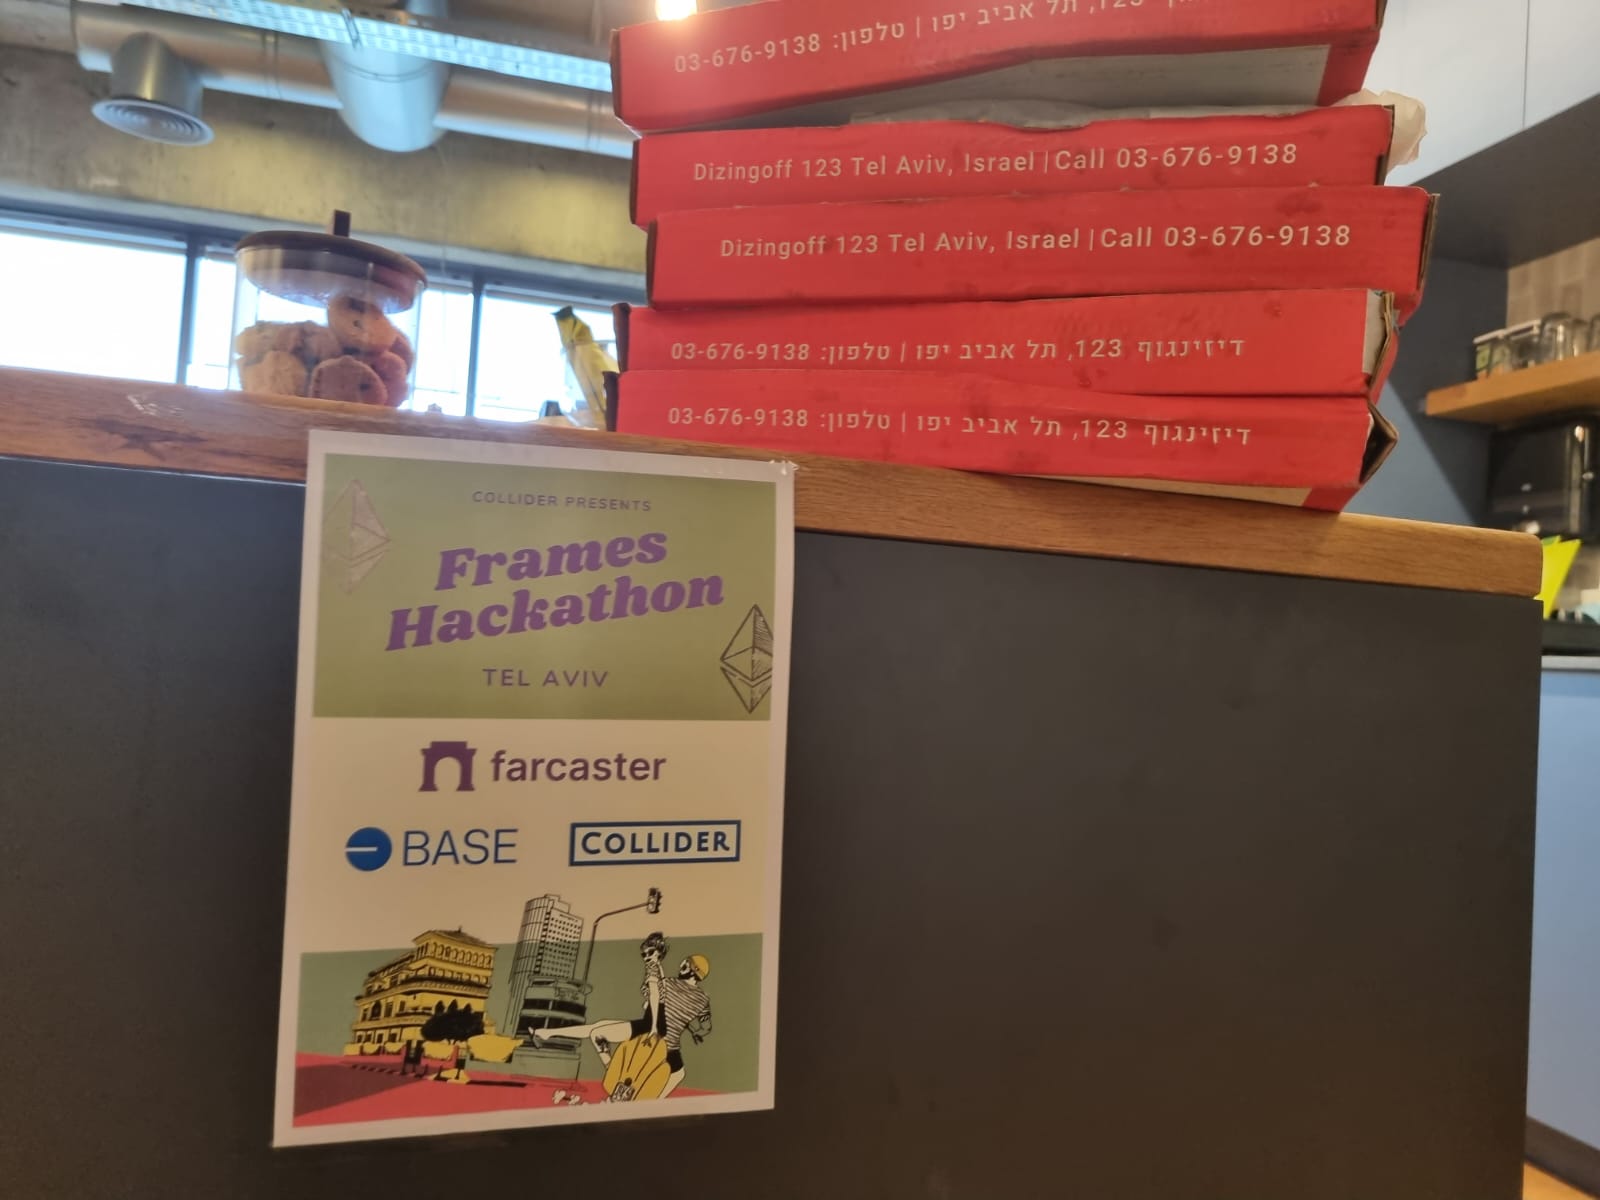 03-676-9138 :טלפון | תל אביב יפו ,123
Dizingoff 123 Tel Aviv, Israel | Call 03-676-9138
Dizingoff 123 Tel Aviv, Israel | Call 03-676-9138
דיזינגוף 123, תל אביב יפו | טלפון: 03-676-9138
דיזינגוף 123, תל אביב יפו | טלפון: 03-676-9138
COLLIDER PRESENTS
Frames
Hackathon
TEL AVIV
farcaster
BASE
COLLIDER